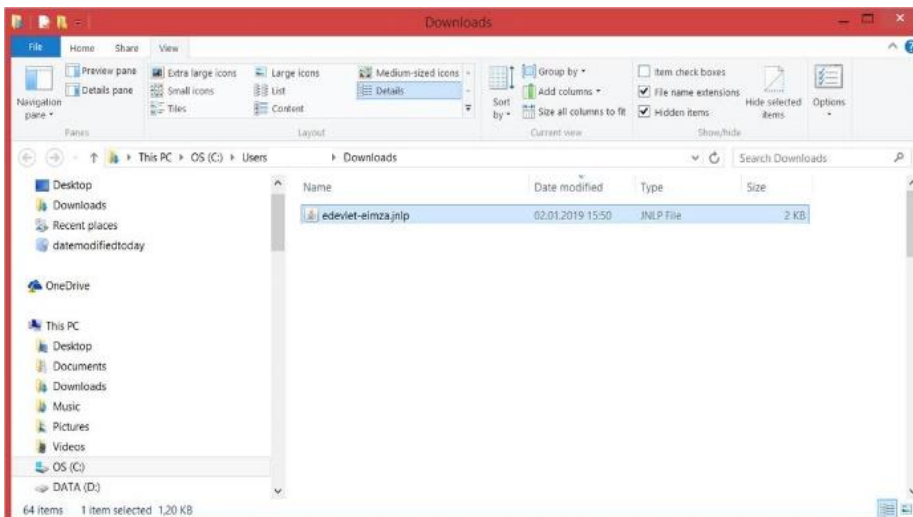 Downloads
File Home Share View
Navigation pane
Preview pane
Details pane
Panes
Extra large icons Large icons Medium-sized icons
Small icons List Details
Tiles Content
Layout
Sort by
Group by
Add columns
Size all columns to fit
Current view
Item check boxes
File name extensions
Hidden items
Hide selected items
Show/hide
Options
This PC OS (C:) Users Downloads
Search Downloads
Desktop
Downloads
Recent places
datemodifiedtoday
OneDrive
This PC
Desktop
Documents
Downloads
Music
Pictures
Videos
OS (C:)
DATA (D:)
Name Date modified Type Size
edevlet-eimza.jnlp 02.01.2019 15:50 JNLP File 2 KB
64 items 1 item selected 1,20 KB